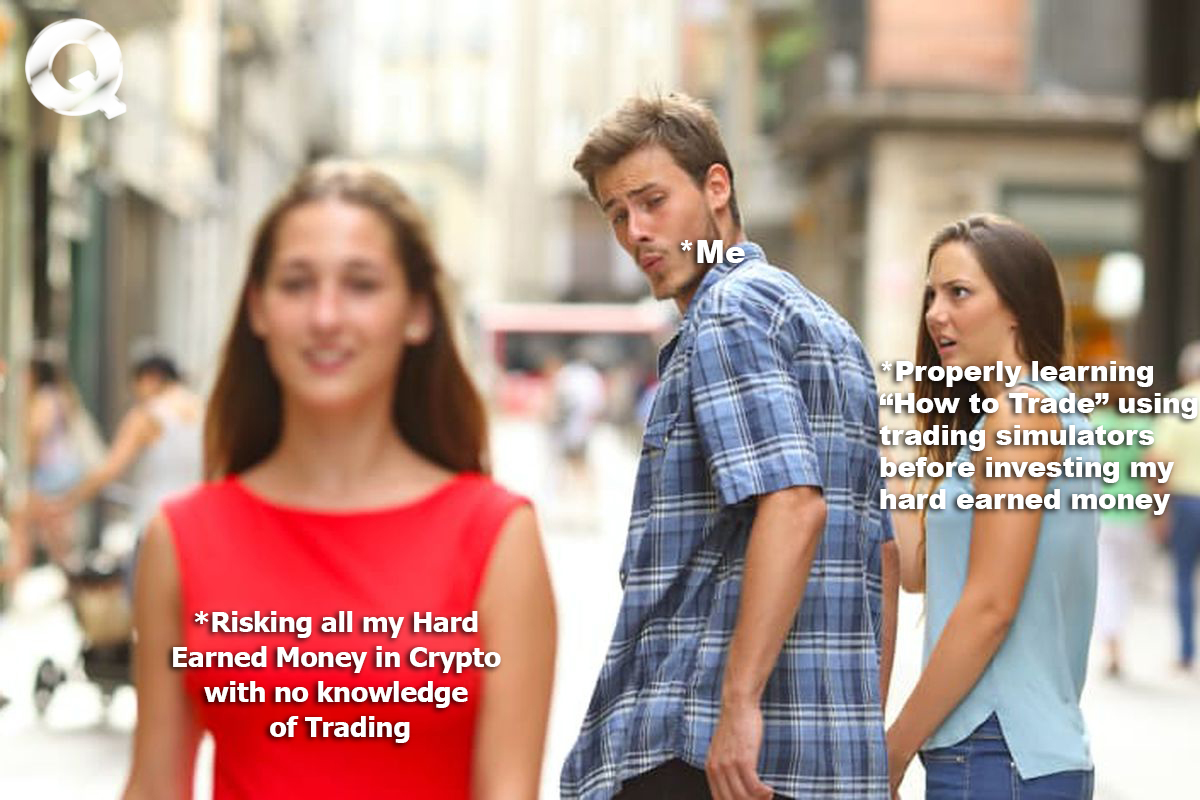 Q
*Me
*Properly learning
“How to Trade” using
trading simulators
before investing my
hard earned money
*Risking all my Hard
Earned Money in Crypto
with no knowledge
of Trading